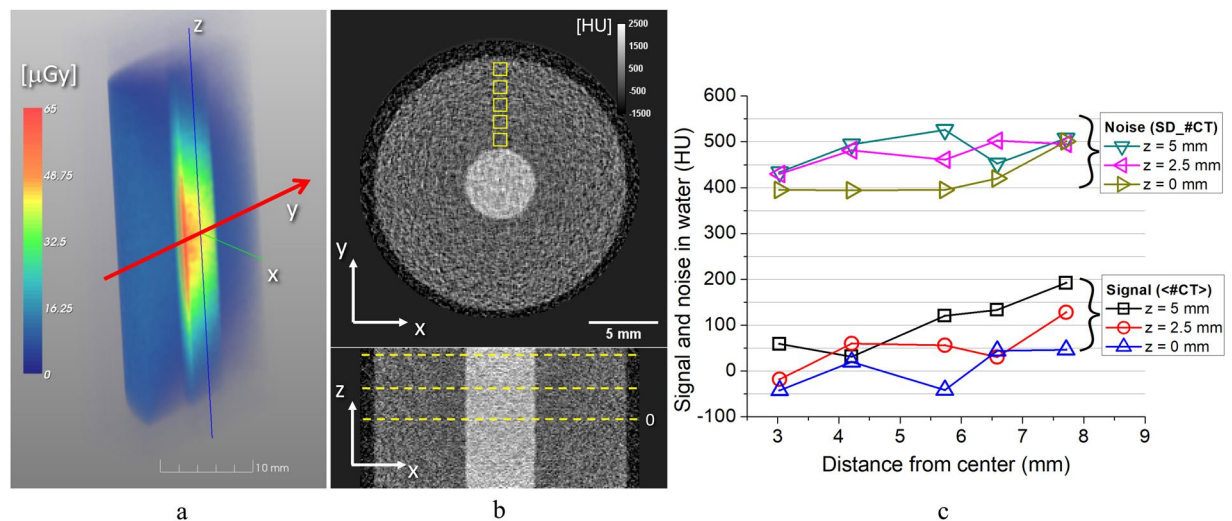 z
[μGy]
65
48.75
32.5
16.25
0
y
x
10 mm
[HU]
2500
1500
500
-500
-1500
y
x
5 mm
z
0
x
600
500
400
300
200
100
0
-100
Signal and noise in water (HU)
3 4 5 6 7 8 9
Distance from center (mm)
Noise (SD_#CT)
z = 5 mm
z = 2.5 mm
z = 0 mm
Signal (<#CT>)
z = 5 mm
z = 2.5 mm
z = 0 mm
a b c